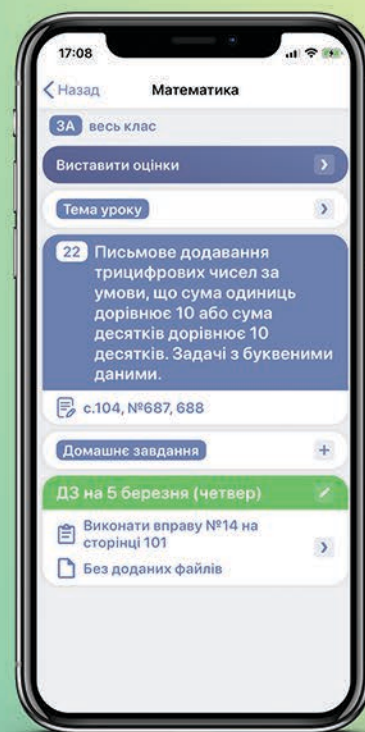 17:08
Назад
Математика
3А весь клас
Виставити оцінки
Тема уроку
22 Письмове додавання
трицифрових чисел за
умови, що сума одиниць
дорівнює 10 або сума
десятків дорівнює 10
десятків. Задачі з буквеними
даними.
с.104, №687, 688
Домашнє завдання
ДЗ на 5 березня (четвер)
Виконати вправу №14 на
сторінці 101
Без доданих файлів